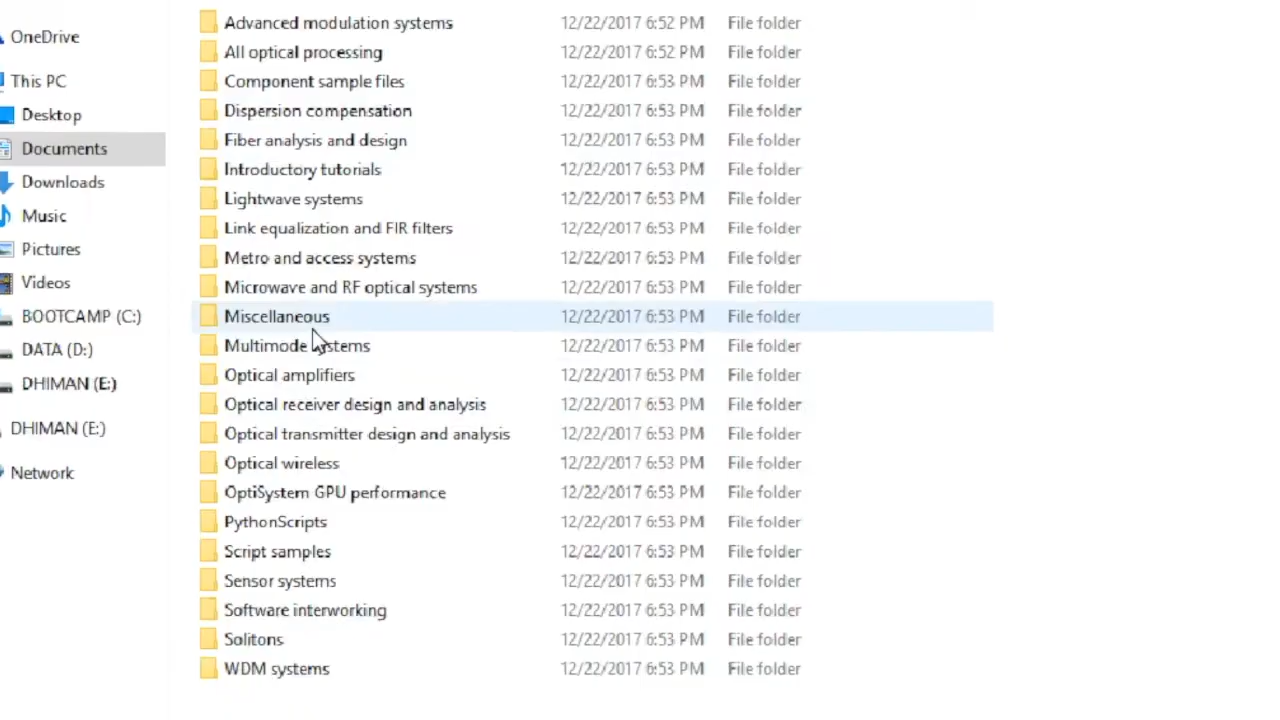 OneDrive
This PC
Desktop
Documents
Downloads
Music
Pictures
Videos
BOOTCAMP (C:)
DATA (D:)
DHIMAN (E:)
DHIMAN (E:)
Network
Advanced modulation systems 12/22/2017 6:52 PM File folder
All optical processing 12/22/2017 6:52 PM File folder
Component sample files 12/22/2017 6:53 PM File folder
Dispersion compensation 12/22/2017 6:53 PM File folder
Fiber analysis and design 12/22/2017 6:53 PM File folder
Introductory tutorials 12/22/2017 6:53 PM File folder
Lightwave systems 12/22/2017 6:53 PM File folder
Link equalization and FIR filters 12/22/2017 6:53 PM File folder
Metro and access systems 12/22/2017 6:53 PM File folder
Microwave and RF optical systems 12/22/2017 6:53 PM File folder
Miscellaneous 12/22/2017 6:53 PM File folder
Multimode systems 12/22/2017 6:53 PM File folder
Optical amplifiers 12/22/2017 6:53 PM File folder
Optical receiver design and analysis 12/22/2017 6:53 PM File folder
Optical transmitter design and analysis 12/22/2017 6:53 PM File folder
Optical wireless 12/22/2017 6:53 PM File folder
OptiSystem GPU performance 12/22/2017 6:53 PM File folder
PythonScripts 12/22/2017 6:53 PM File folder
Script samples 12/22/2017 6:53 PM File folder
Sensor systems 12/22/2017 6:53 PM File folder
Software interworking 12/22/2017 6:53 PM File folder
Solitons 12/22/2017 6:53 PM File folder
WDM systems 12/22/2017 6:53 PM File folder